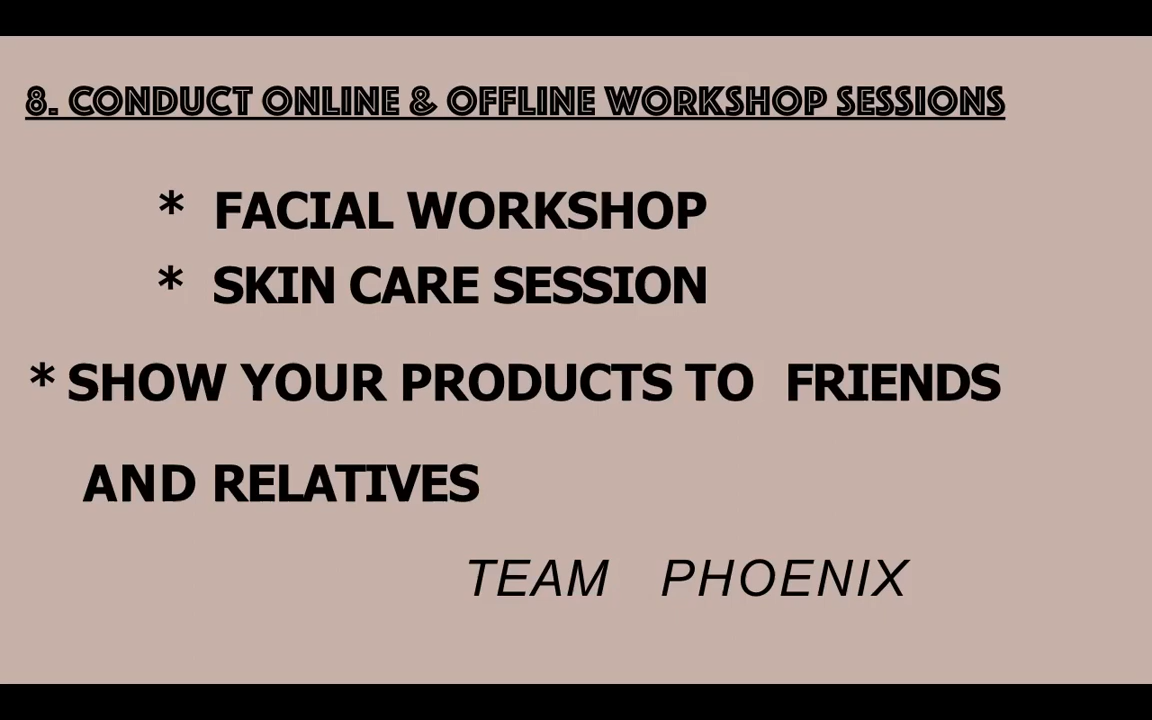 8. CONDUCT ONLINE & OFFLINE WORKSHOP SESSIONS
* FACIAL WORKSHOP
* SKIN CARE SESSION
* SHOW YOUR PRODUCTS TO FRIENDS
AND RELATIVES
TEAM PHOENIX